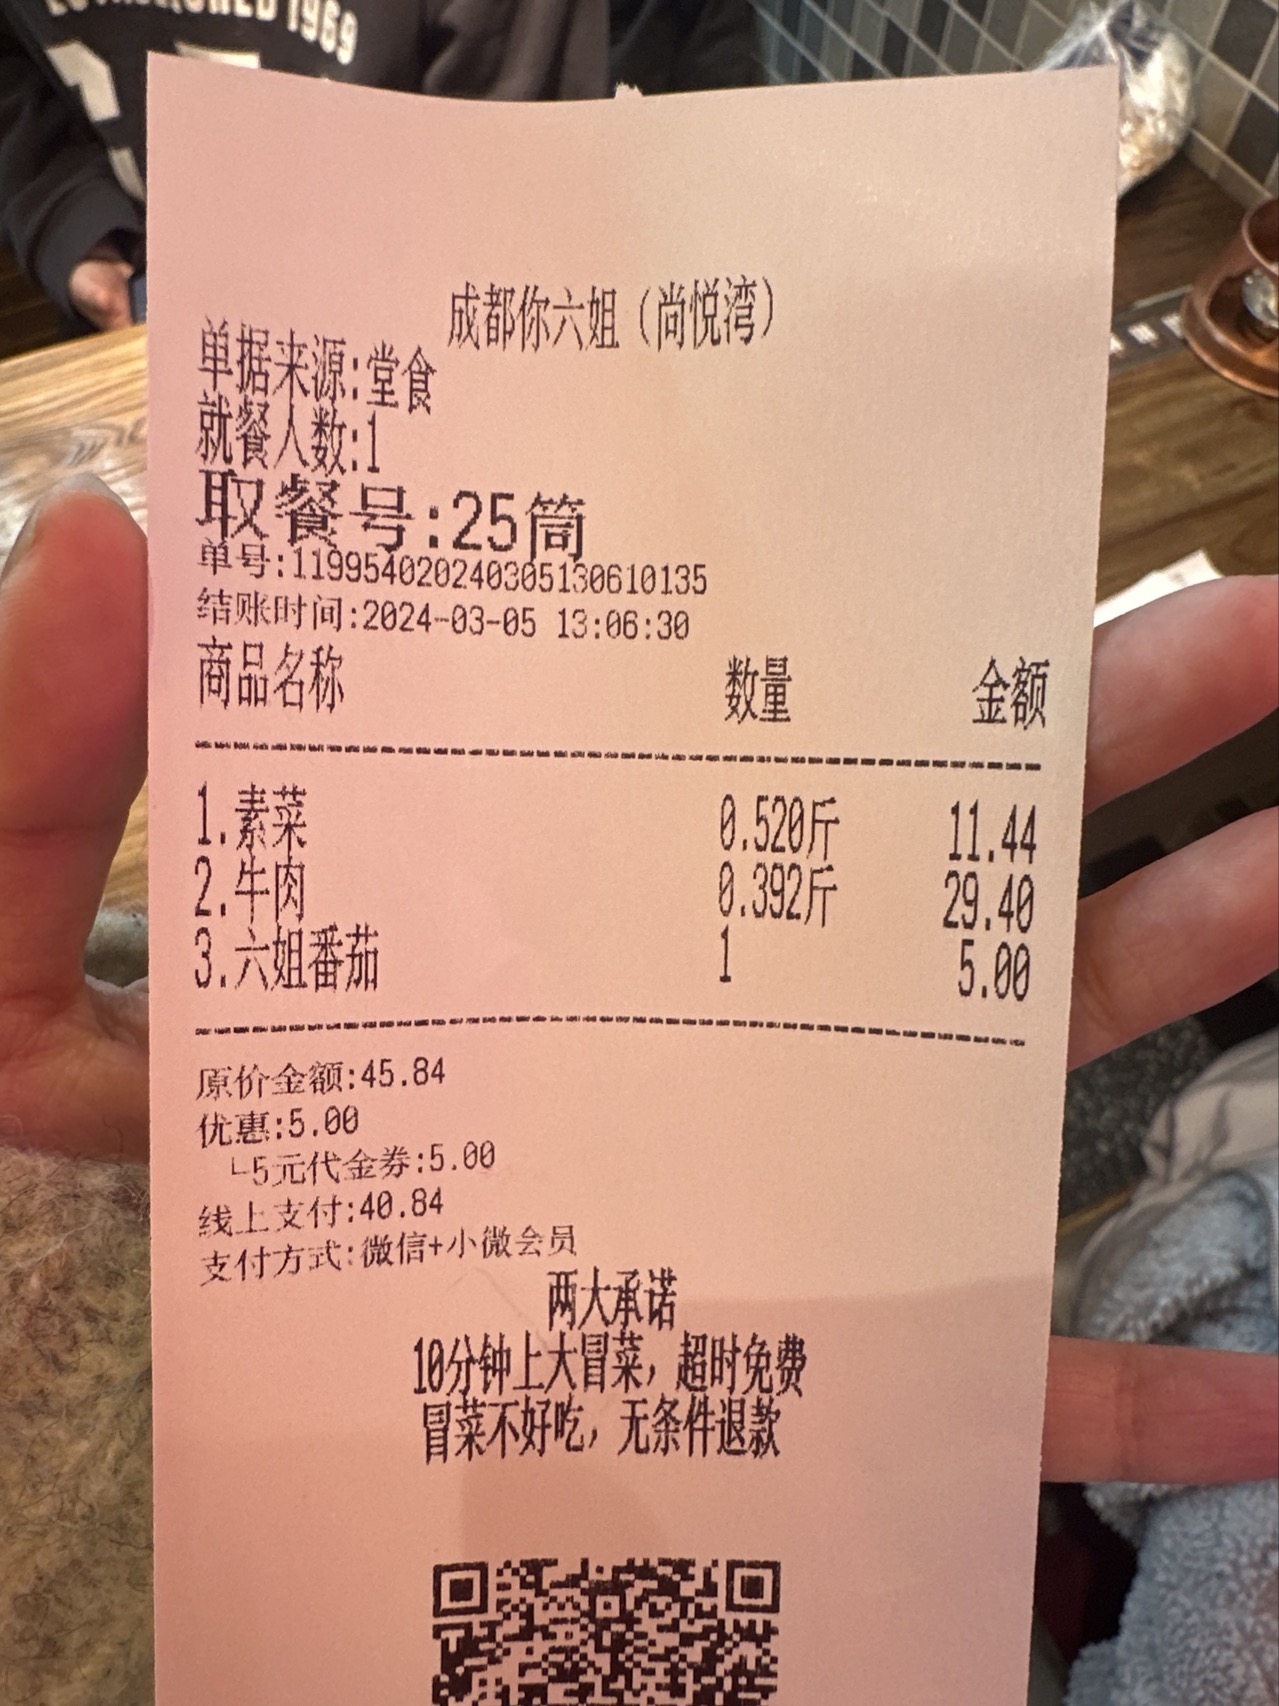 1969
成都你六姐（尚悦湾）
单据来源:堂食
就餐人数:1
取餐号:25筒
单号:11995402024030513061​0135
结账时间:2024-03-05 13:06:30
商品名称 数量 金额
1.素菜 0.520斤 11.44
2.牛肉 0.392斤 29.40
3.六姐番茄 1 5.00
原价金额:45.84
优惠:5.00
└5元代金券:5.00
线上支付:40.84
支付方式:微信+小微会员
两大承诺
10分钟上大冒菜，超时免费
冒菜不好吃，无条件退款